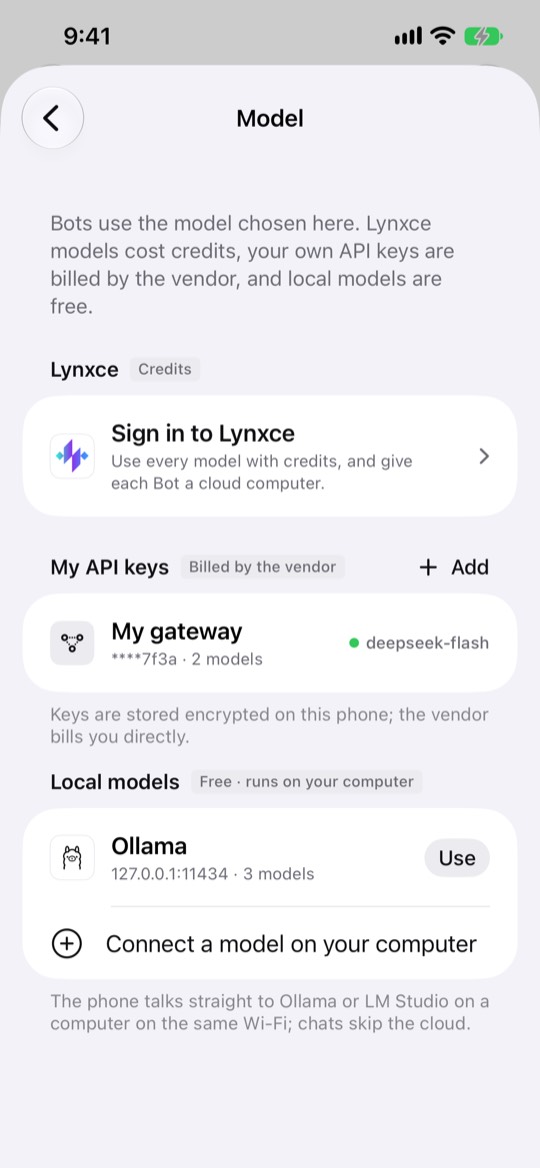 9:41
Model
Bots use the model chosen here. Lynxce
models cost credits, your own API keys are
billed by the vendor, and local models are
free.
Lynxce Credits
Sign in to Lynxce
Use every model with credits, and give
each Bot a cloud computer.
My API keys Billed by the vendor + Add
My gateway
deepseek-flash
****7f3a · 2 models
Keys are stored encrypted on this phone; the vendor
bills you directly.
Local models Free · runs on your computer
Ollama
127.0.0.1:11434 · 3 models
Use
Connect a model on your computer
The phone talks straight to Ollama or LM Studio on a
computer on the same Wi-Fi; chats skip the cloud.